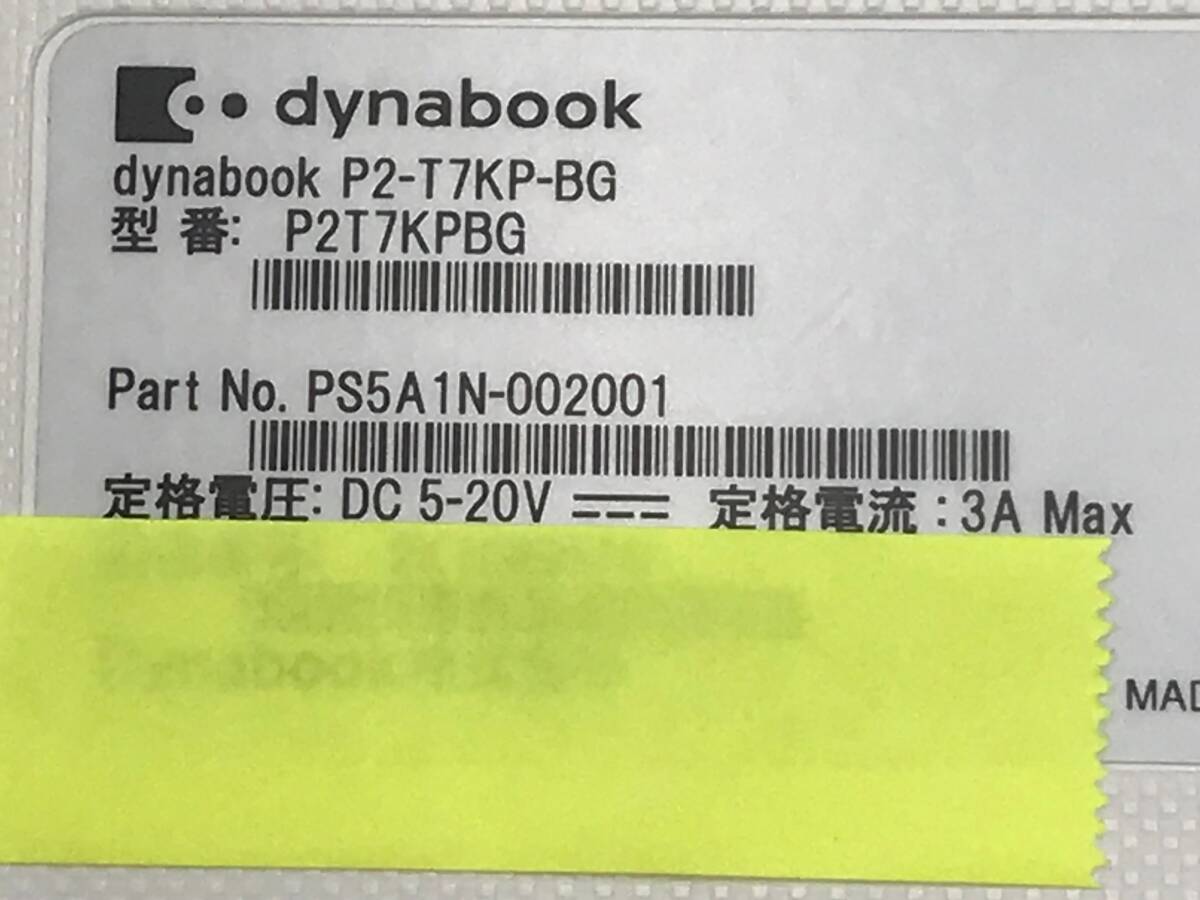 dynabook
dynabook P2-T7KP-BG
型 番: P2T7KPBG
Part No. PS5A1N-002001
定格電圧: DC 5-20V 定格電流 : 3A Max